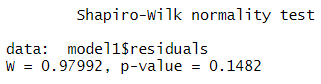 Shapiro-Wilk normality test
data:  model1$residuals
W = 0.97992, p-value = 0.1482